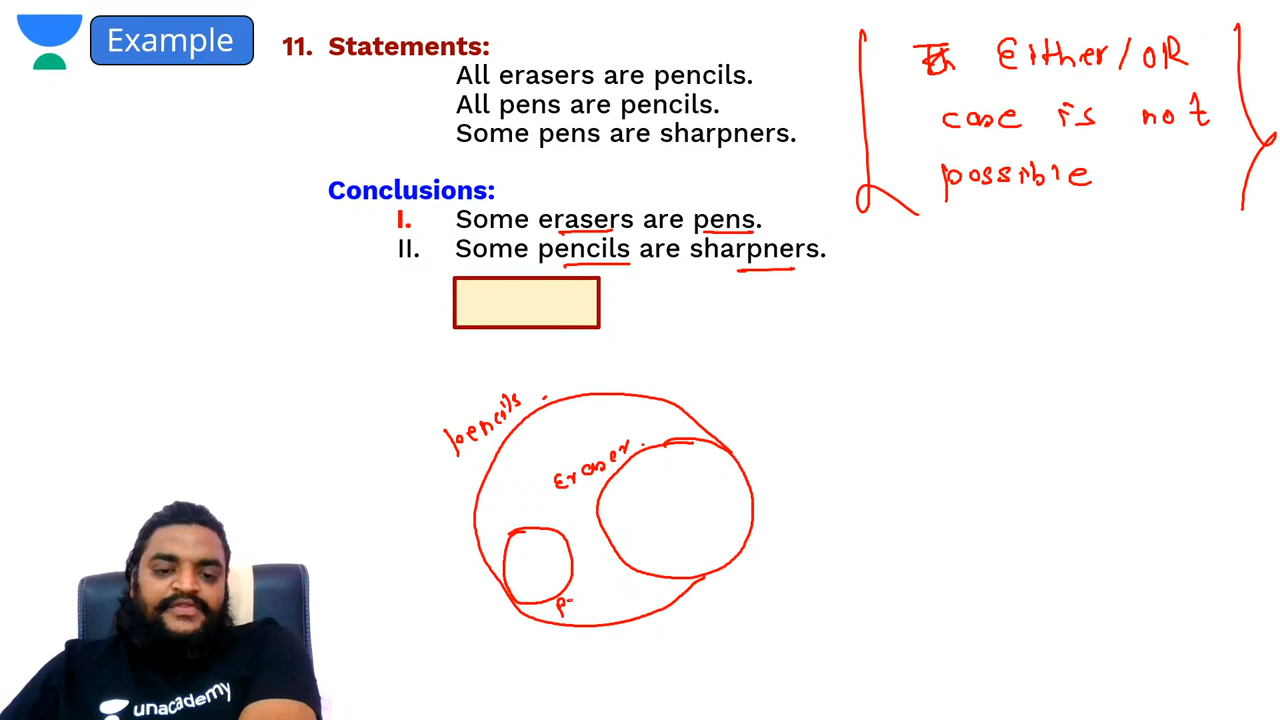 Example
11. Statements:
All erasers are pencils.
All pens are pencils.
Some pens are sharpners.
Conclusions:
I. Some erasers are pens.
II. Some pencils are sharpners.
Either/OR
case is not
possible
pencils
Eraser
P
unacademy